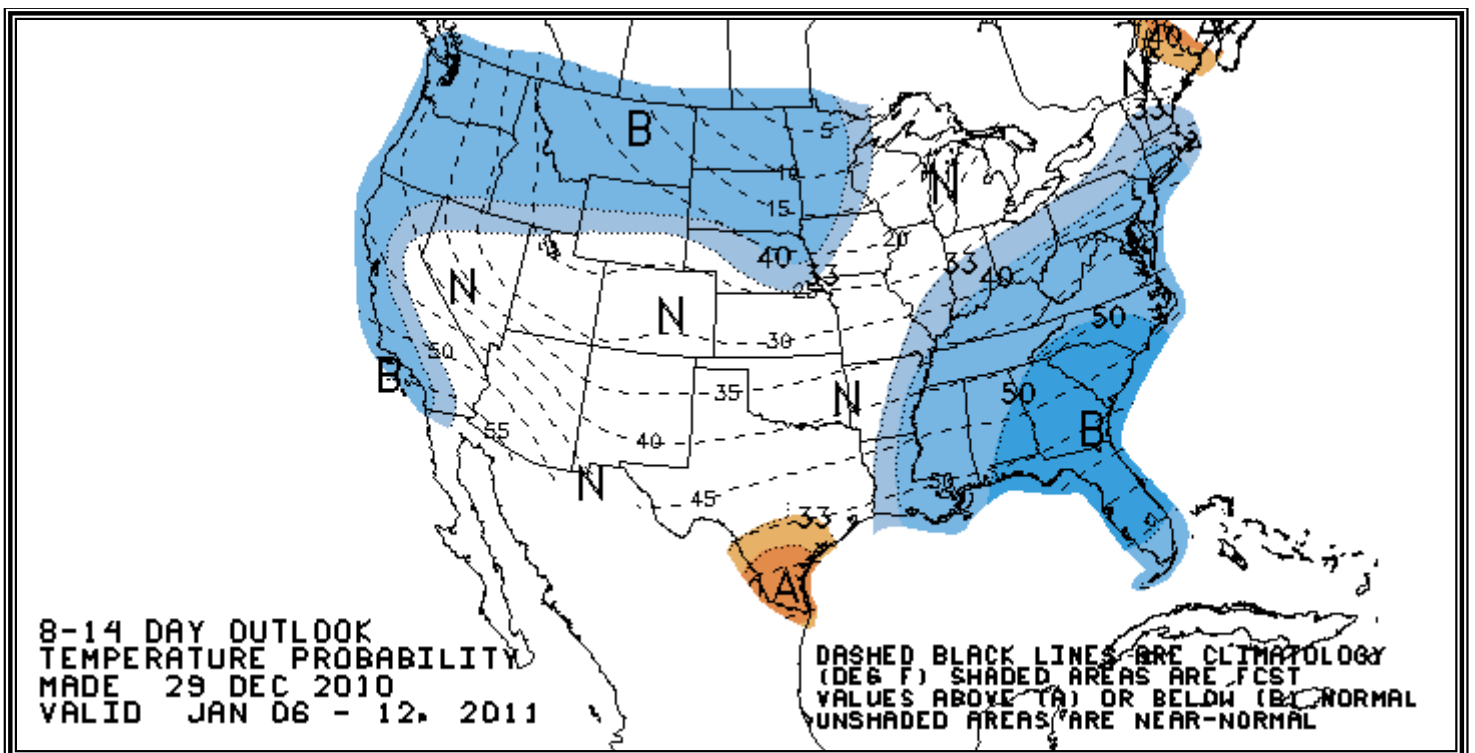 40
N
33
B
5
10
N
15
20
40
33
33
25
40
N
N
50
30
50
B
35
N
50
B
55
40
N
50
45
33
A
8-14 DAY OUTLOOK
TEMPERATURE PROBABILITY
MADE 29 DEC 2010
VALID JAN 06 - 12, 2011
DASHED BLACK LINES ARE CLIMATOLOGY
(DEG F) SHADED AREAS ARE FCST
VALUES ABOVE (A) OR BELOW (B) NORMAL
UNSHADED AREAS ARE NEAR-NORMAL